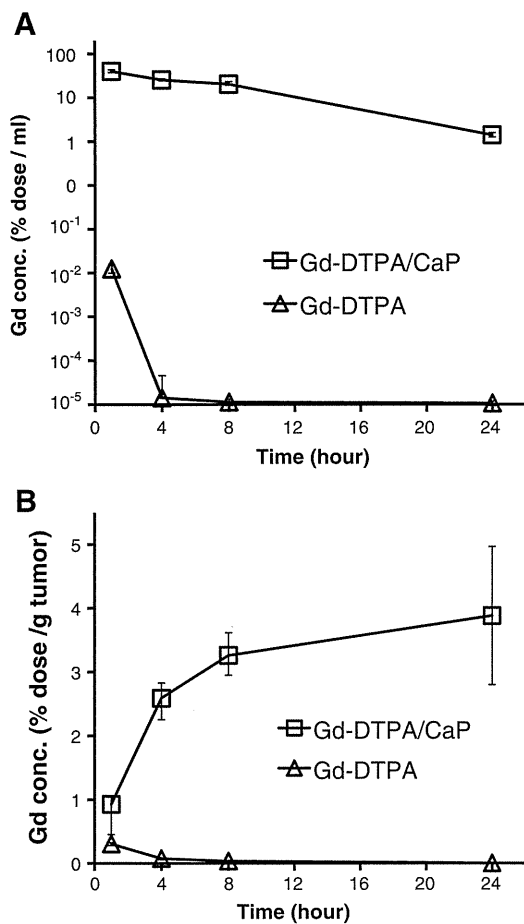 A
Gd conc. (% dose / ml)
100
10
1
0
10⁻¹
10⁻²
10⁻³
10⁻⁴
10⁻⁵
Gd-DTPA/CaP
Gd-DTPA
0 4 8 12 16 20 24
Time (hour)
B
Gd conc. (% dose /g tumor)
5
4
3
2
1
0
Gd-DTPA/CaP
Gd-DTPA
0 4 8 12 16 20 24
Time (hour)